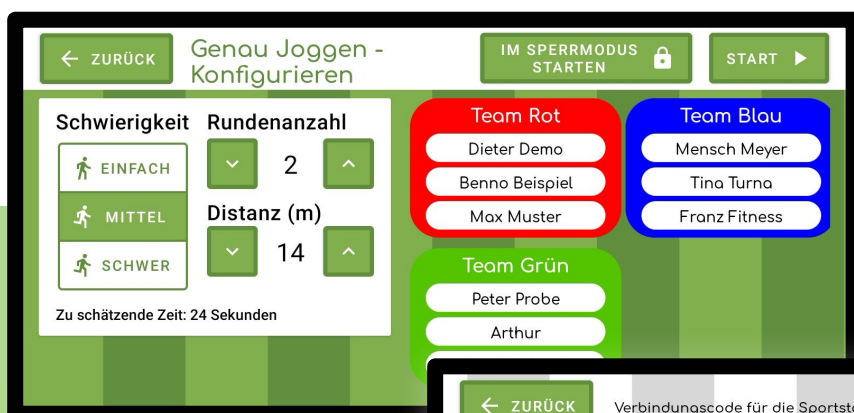 ← ZURÜCK
Genau Joggen -
Konfigurieren
IM SPERRMODUS
STARTEN
START
Schwierigkeit
EINFACH
MITTEL
SCHWER
Rundenanzahl
2
Distanz (m)
14
Zu schätzende Zeit: 24 Sekunden
Team Rot
Dieter Demo
Benno Beispiel
Max Muster
Team Blau
Mensch Meyer
Tina Turna
Franz Fitness
Team Grün
Peter Probe
Arthur
← ZURÜCK
Verbindungscode für die